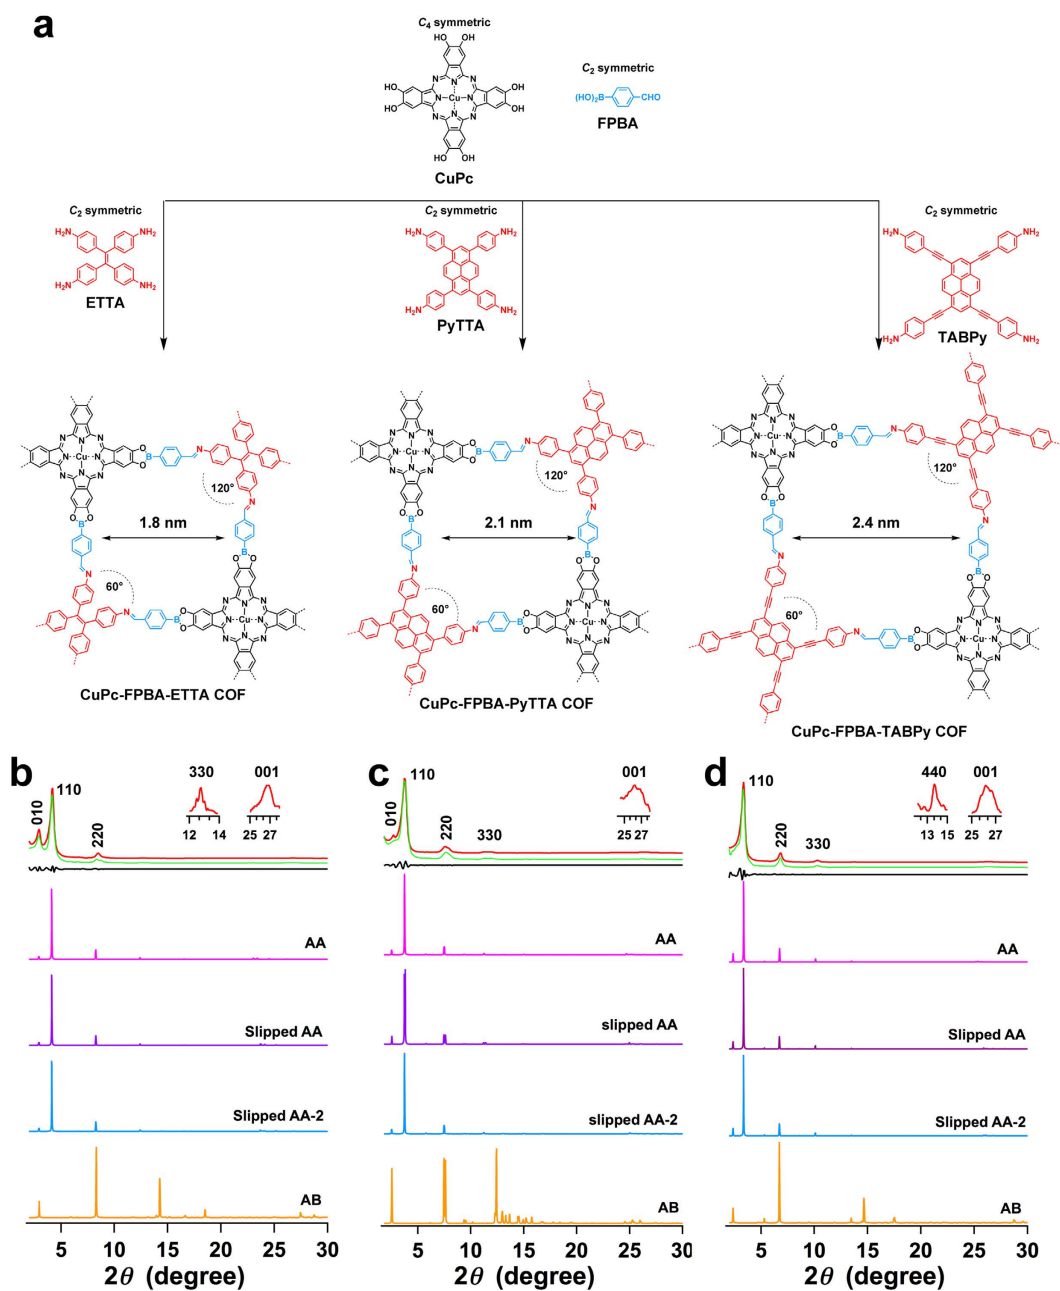 a
C4 symmetric
HO OH
HO
HO
OH
OH
N N N
N Cu N
N N N
HO OH
CuPc
C2 symmetric
(HO)2B CHO
FPBA
C2 symmetric
H2N NH2
H2N NH2
ETTA
C2 symmetric
H2N NH2
H2N NH2
PyTTA
C2 symmetric
H2N NH2
H2N NH2
TABPy
N N N
N Cu N
N N N
O
O
B
N
120°
N
O O
B
1.8 nm
B
O O
N
60°
N
B
O
O
N N N
N Cu N
N N N
CuPc-FPBA-ETTA COF
N N N
N Cu N
N N N
O
O
B
N
120°
N
O O
B
2.1 nm
B
O O
N
60°
N
B
O
O
N N N
N Cu N
N N N
CuPc-FPBA-PyTTA COF
N N N
N Cu N
N N N
O
O
B
N
120°
N
O O
B
2.4 nm
B
O O
N
60°
N
B
O
O
N N N
N Cu N
N N N
CuPc-FPBA-TABPy COF
b
010
110
220
330
12 14
001
25 27
AA
Slipped AA
Slipped AA-2
AB
5 10 15 20 25 30
2θ (degree)
c
010
110
220
330
001
25 27
AA
slipped AA
slipped AA-2
AB
5 10 15 20 25 30
2θ (degree)
d
110
220
330
440
13 15
001
25 27
AA
Slipped AA
Slipped AA-2
AB
5 10 15 20 25 30
2θ (degree)